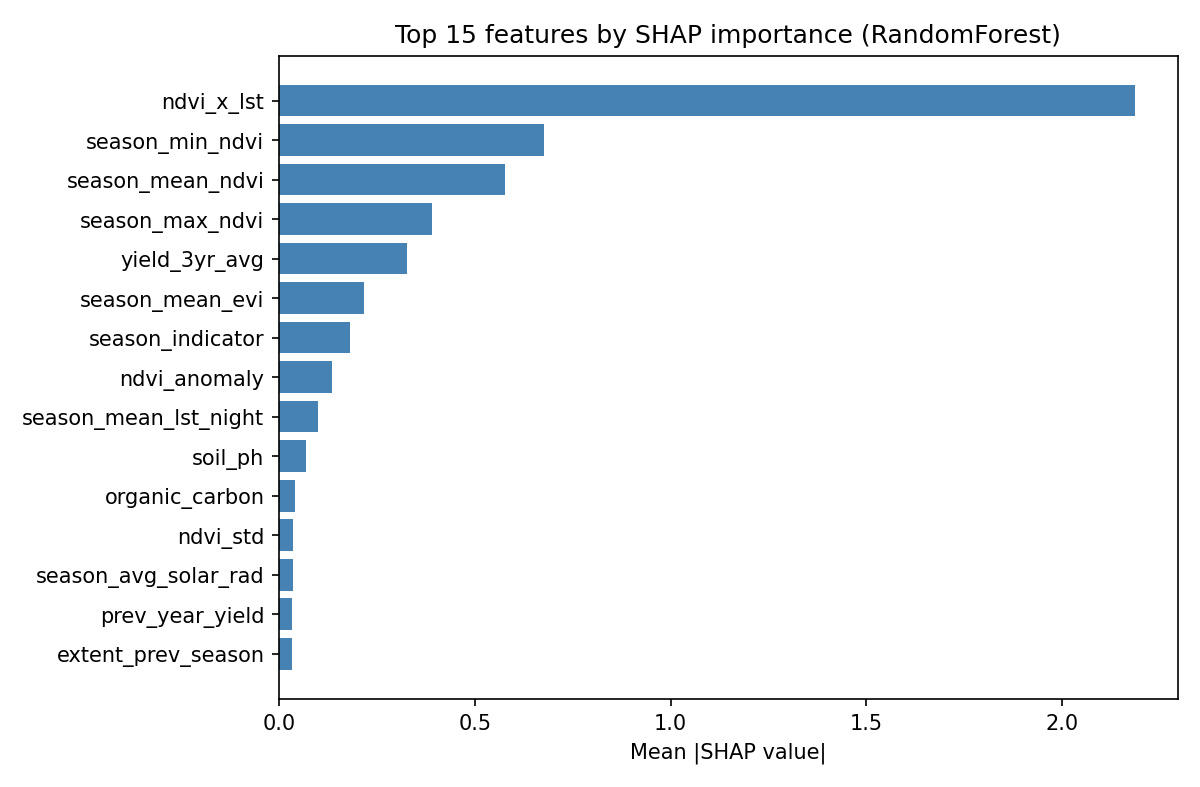 Top 15 features by SHAP importance (RandomForest)
ndvi_x_lst
season_min_ndvi
season_mean_ndvi
season_max_ndvi
yield_3yr_avg
season_mean_evi
season_indicator
ndvi_anomaly
season_mean_lst_night
soil_ph
organic_carbon
ndvi_std
season_avg_solar_rad
prev_year_yield
extent_prev_season
0.0 0.5 1.0 1.5 2.0
Mean |SHAP value|